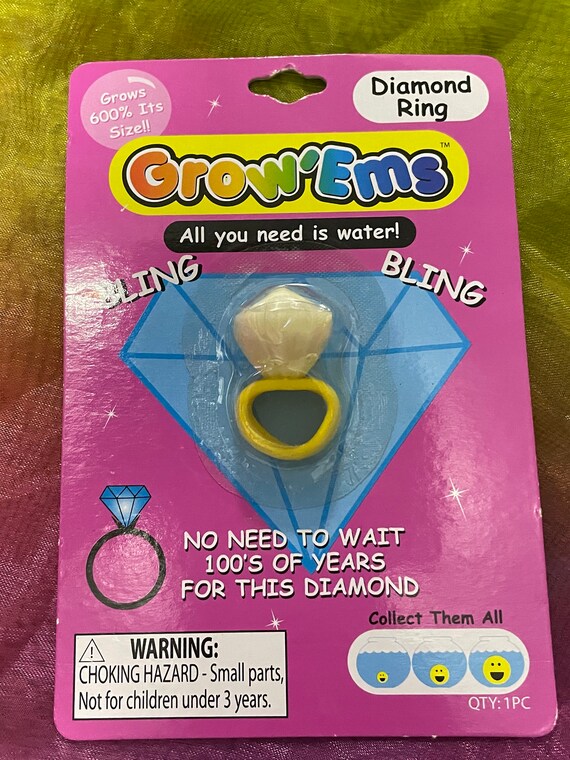 Grows
600% Its
Size!!
Diamond
Ring
Grow'Ems™
All you need is water!
BLING
BLING
NO NEED TO WAIT
100'S OF YEARS
FOR THIS DIAMOND
Collect Them All
WARNING:
CHOKING HAZARD - Small parts,
Not for children under 3 years.
QTY: 1PC